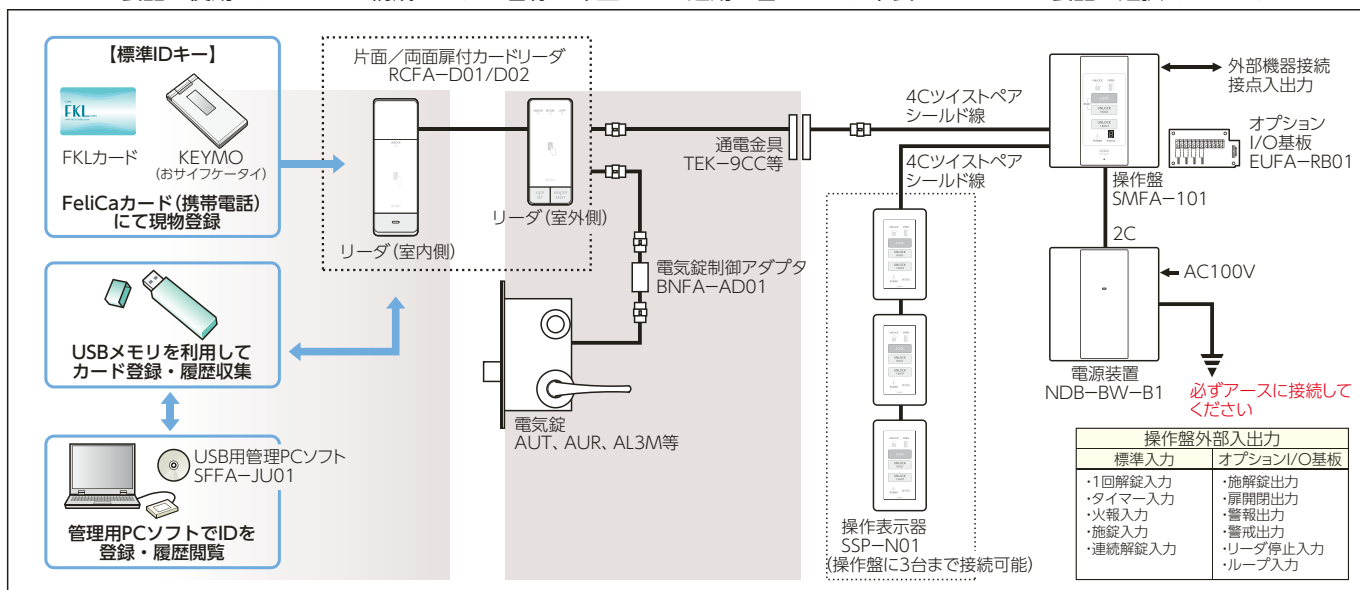 【標準IDキー】
FKL
FKLカード
KEYMO
(おサイフケータイ)
FeliCaカード(携帯電話)
にて現物登録
USBメモリを利用して
カード登録・履歴収集
USB用管理PCソフト
SFFA-JU01
管理用PCソフトでIDを
登録・履歴閲覧
片面/両面扉付カードリーダ
RCFA-D01/D02
リーダ(室内側)
リーダ(室外側)
電気錠制御アダプタ
BNFA-AD01
電気錠
AUT、AUR、AL3M等
通電金具
TEK-9CC等
4Cツイストペア
シールド線
4Cツイストペア
シールド線
操作表示器
SSP-N01
(操作盤に3台まで接続可能)
外部機器接続
接点入出力
オプション
I/O基板
EUFA-RB01
操作盤
SMFA-101
2C
AC100V
電源装置
NDB-BW-B1
必ずアースに接続して
ください
操作盤外部入出力
標準入力
・1回解錠入力
・タイマー入力
・火報入力
・施錠入力
・連続解錠入力
オプションI/O基板
・施解錠出力
・扉開閉出力
・警報出力
・警戒出力
・リーダ停止入力
・ループ入力